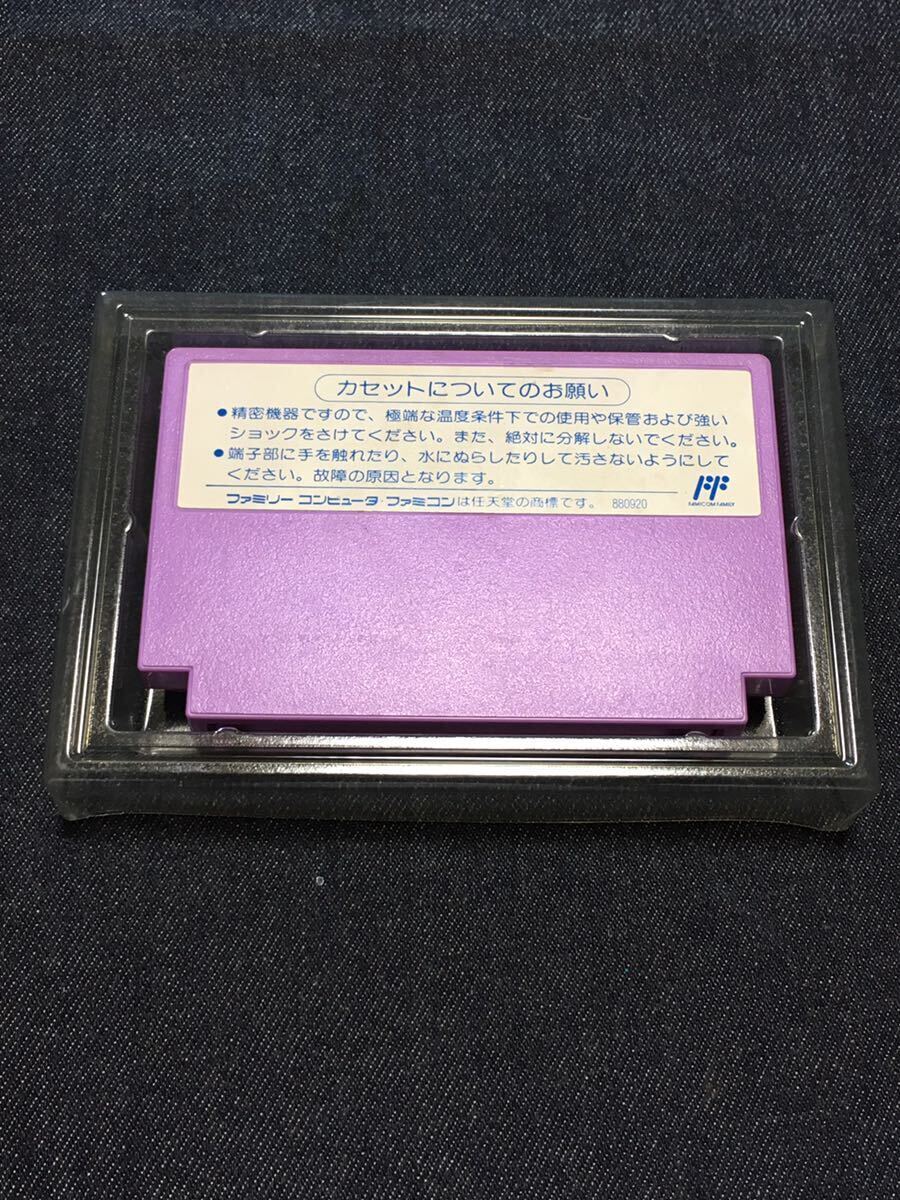 カセットについてのお願い
●精密機器ですので、極端な温度条件下での使用や保管および強い
ショックをさけてください。また、絶対に分解しないでください。
●端子部に手を触れたり、水にぬらしたりして汚さないようにして
ください。故障の原因となります。
ファミリー コンピュータ・ファミコンは任天堂の商標です。 880920
FF
FAMICOM FAMILY